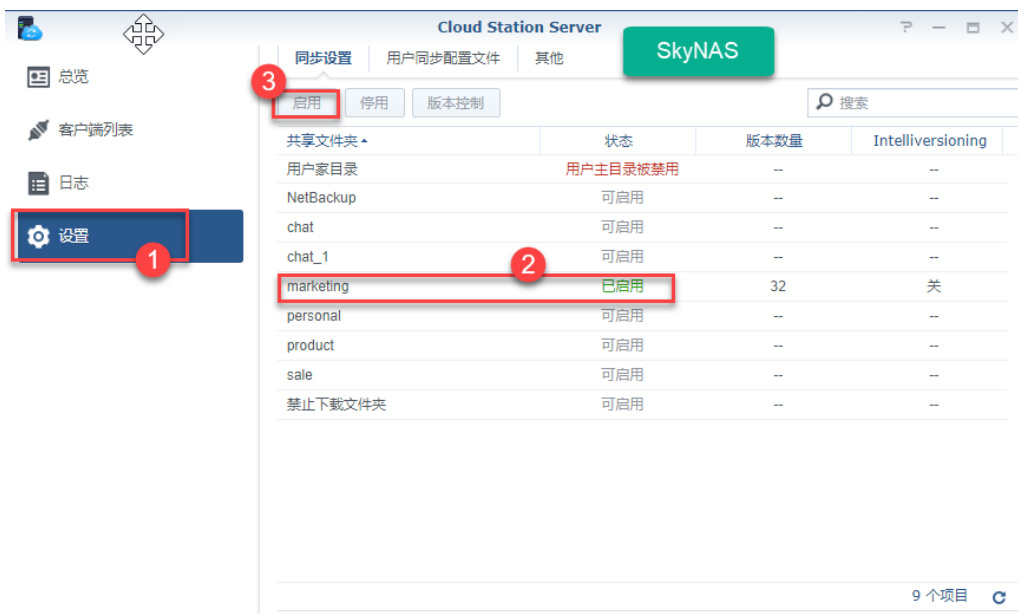 Cloud Station Server
SkyNAS
总览
客户端列表
日志
设置
1
同步设置 用户同步配置文件 其他
3
启用 停用 版本控制 搜索
共享文件夹 状态 版本数量 Intelliversioning
用户家目录 用户主目录被禁用 -- --
NetBackup 可启用 -- --
chat 可启用 -- --
chat_1 可启用 -- --
2
marketing 已启用 32 关
personal 可启用 -- --
product 可启用 -- --
sale 可启用 -- --
禁止下载文件夹 可启用 -- --
9 个项目